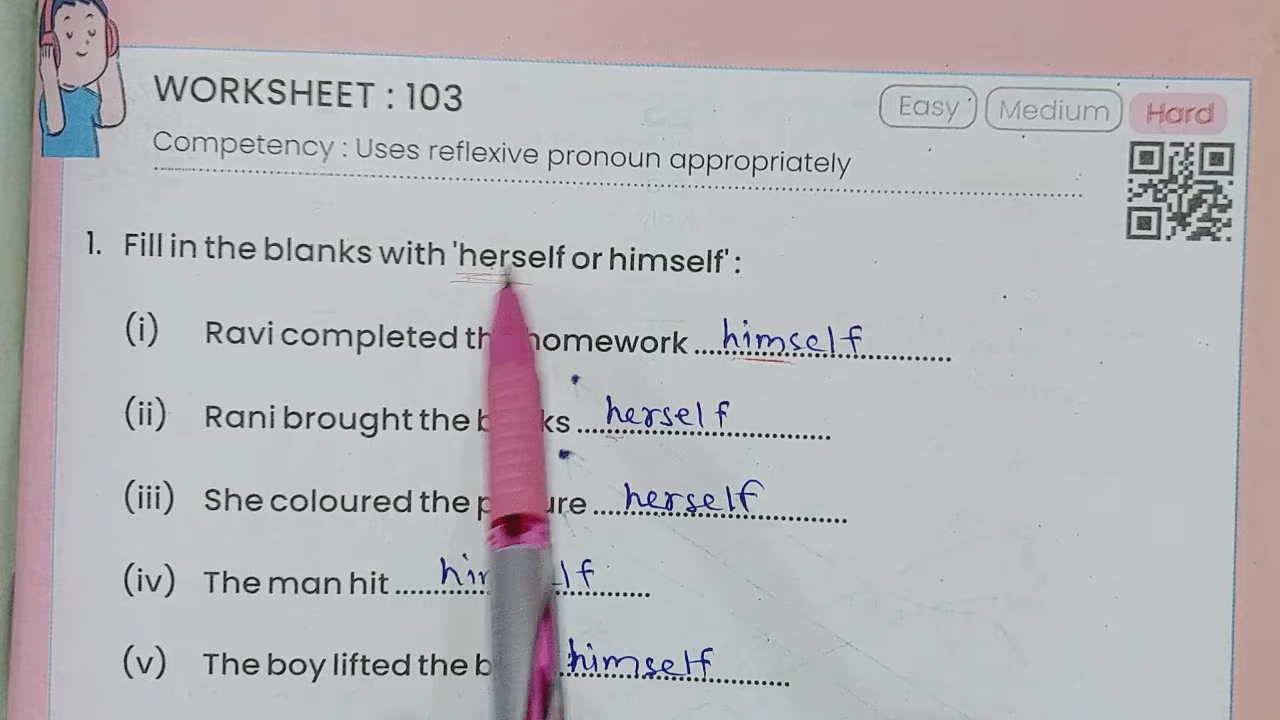 WORKSHEET : 103
Easy Medium Hard
Competency : Uses reflexive pronoun appropriately
1. Fill in the blanks with 'herself or himself' :
(i) Ravi completed th homework himself
(ii) Rani brought the b ks herself
(iii) She coloured the p ure herself
(iv) The man hit him lf
(v) The boy lifted the b himself